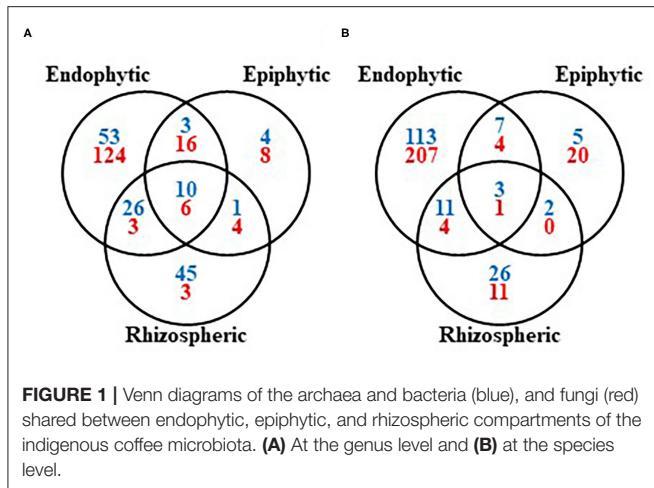 A
B
Endophytic
Epiphytic
53
124
3
16
4
8
10
6
26
3
1
4
45
3
Rhizospheric
Endophytic
Epiphytic
113
207
7
4
5
20
3
1
11
4
2
0
26
11
Rhizospheric
FIGURE 1 | Venn diagrams of the archaea and bacteria (blue), and fungi (red)
shared between endophytic, epiphytic, and rhizospheric compartments of the
indigenous coffee microbiota. (A) At the genus level and (B) at the species
level.